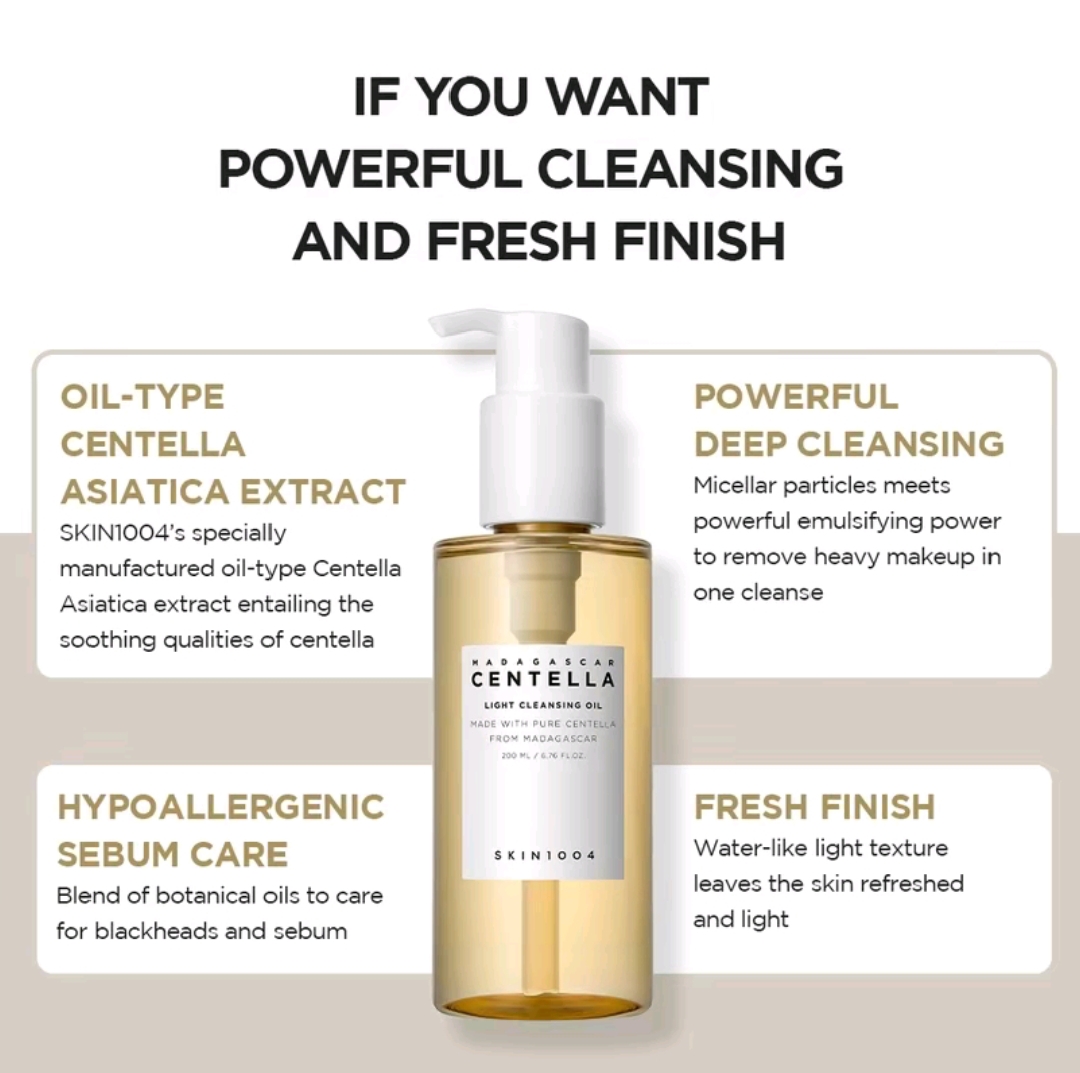 IF YOU WANT
POWERFUL CLEANSING
AND FRESH FINISH
OIL-TYPE
CENTELLA
ASIATICA EXTRACT
SKIN1004's specially
manufactured oil-type Centella
Asiatica extract entailing the
soothing qualities of centella
POWERFUL
DEEP CLEANSING
Micellar particles meets
powerful emulsifying power
to remove heavy makeup in
one cleanse
MADAGASCAR
CENTELLA
LIGHT CLEANSING OIL
MADE WITH PURE CENTELLA
FROM MADAGASCAR
200 ML / 6.76 FL.OZ.
SKIN1004
HYPOALLERGENIC
SEBUM CARE
Blend of botanical oils to care
for blackheads and sebum
FRESH FINISH
Water-like light texture
leaves the skin refreshed
and light